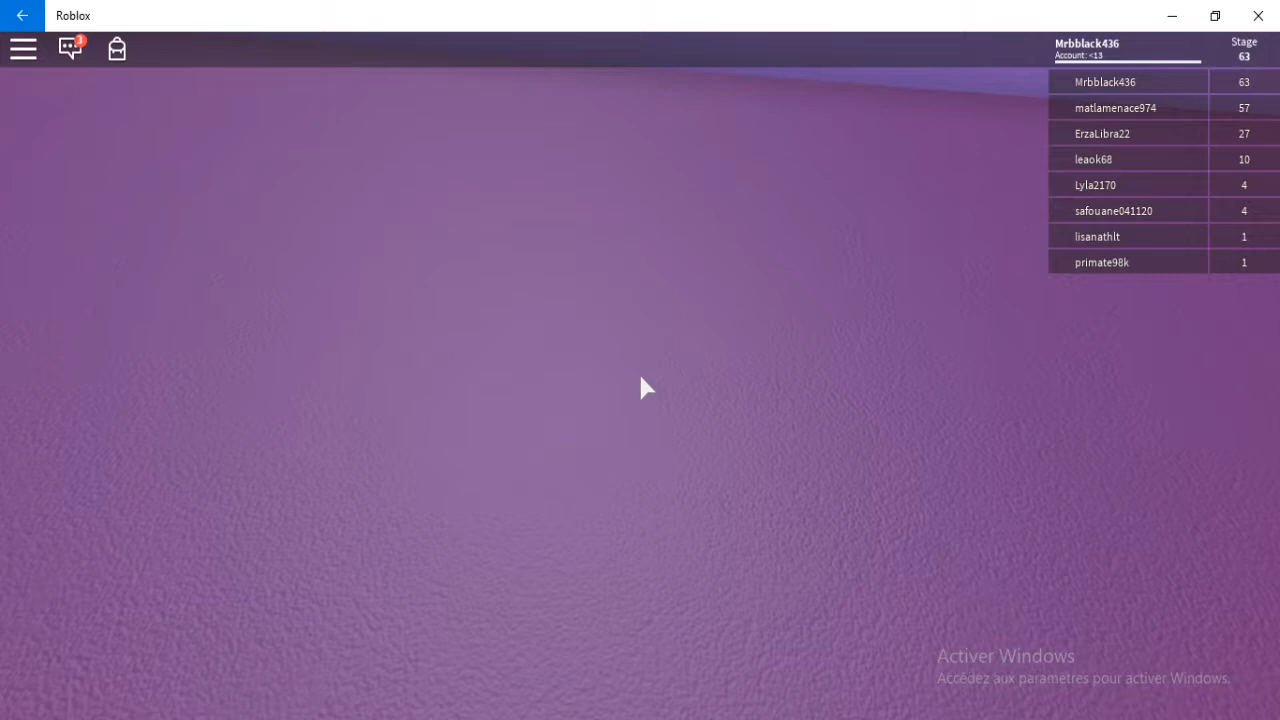 Roblox
3
Mrbblack436
Account: <13
Stage
63
Mrbblack436 63
matlamenace974 57
ErzaLibra22 27
leaok68 10
Lyla2170 4
safouane041120 4
lisanathlt 1
primate98k 1
Activer Windows
Accédez aux paramètres pour activer Windows.